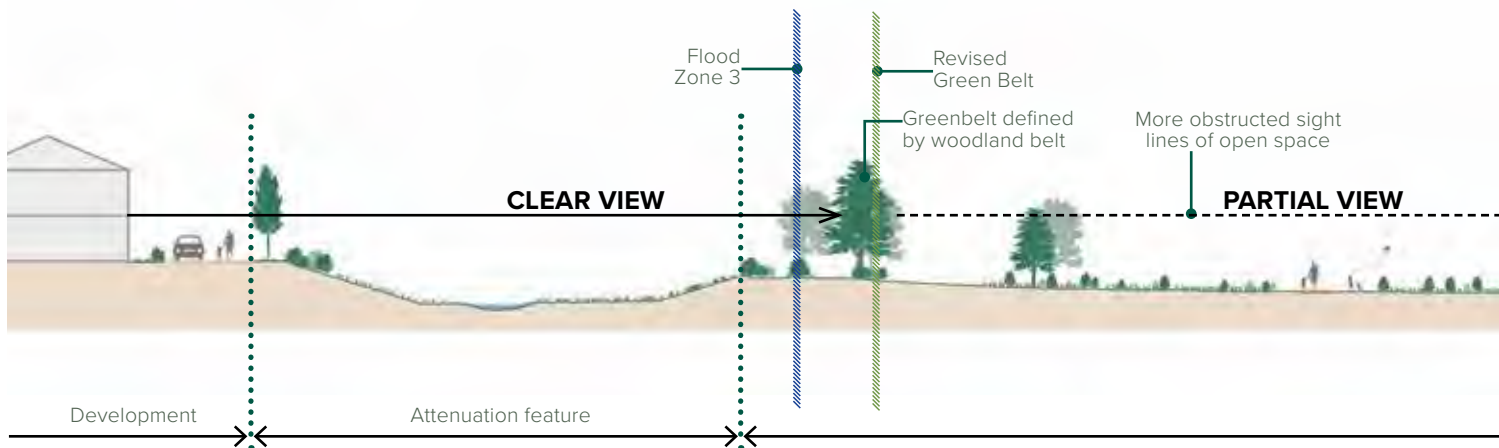 Flood
Zone 3
Revised
Green Belt
Greenbelt defined
by woodland belt
More obstructed sight
lines of open space
CLEAR VIEW
PARTIAL VIEW
Development
Attenuation feature